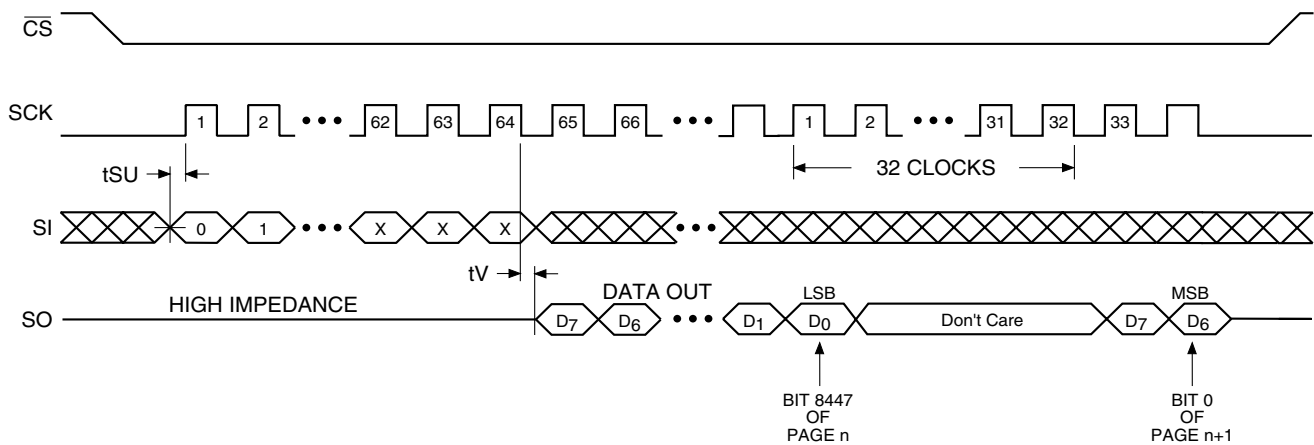 CS
SCK
1 2 62 63 64 65 66 1 2 31 32 33
tSU
32 CLOCKS
SI
0 1 X X X
tV
HIGH IMPEDANCE
DATA OUT
LSB
MSB
SO
D7 D6 D1 D0 Don't Care D7 D6
BIT 8447
OF
PAGE n
BIT 0
OF
PAGE n+1